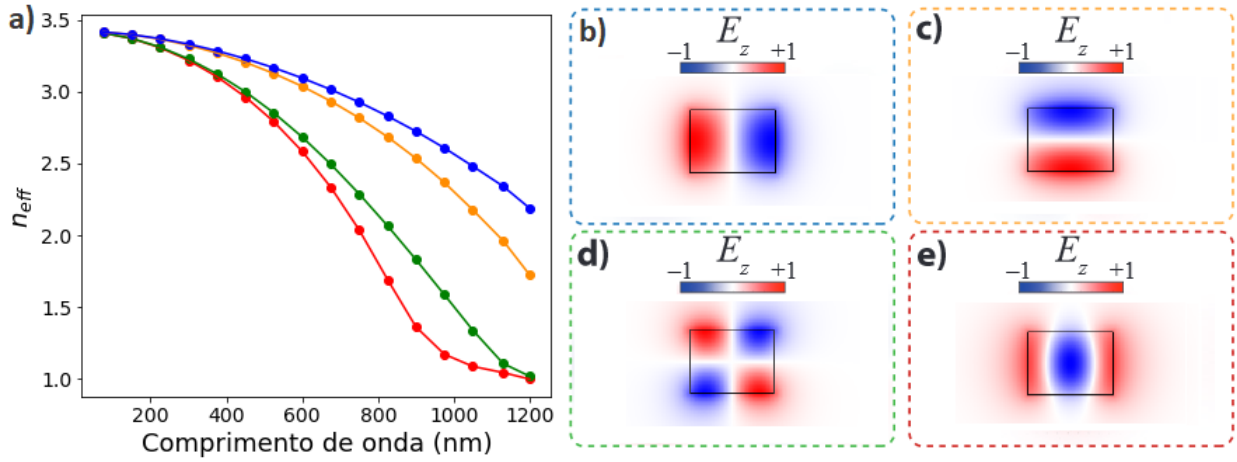 a)
3.5
3.0
2.5
2.0
1.5
1.0
n_eff
200
400
600
800
1000
1200
Comprimento de onda (nm)
b)
E_z
−1
+1
c)
E_z
−1
+1
d)
E_z
−1
+1
e)
E_z
−1
+1